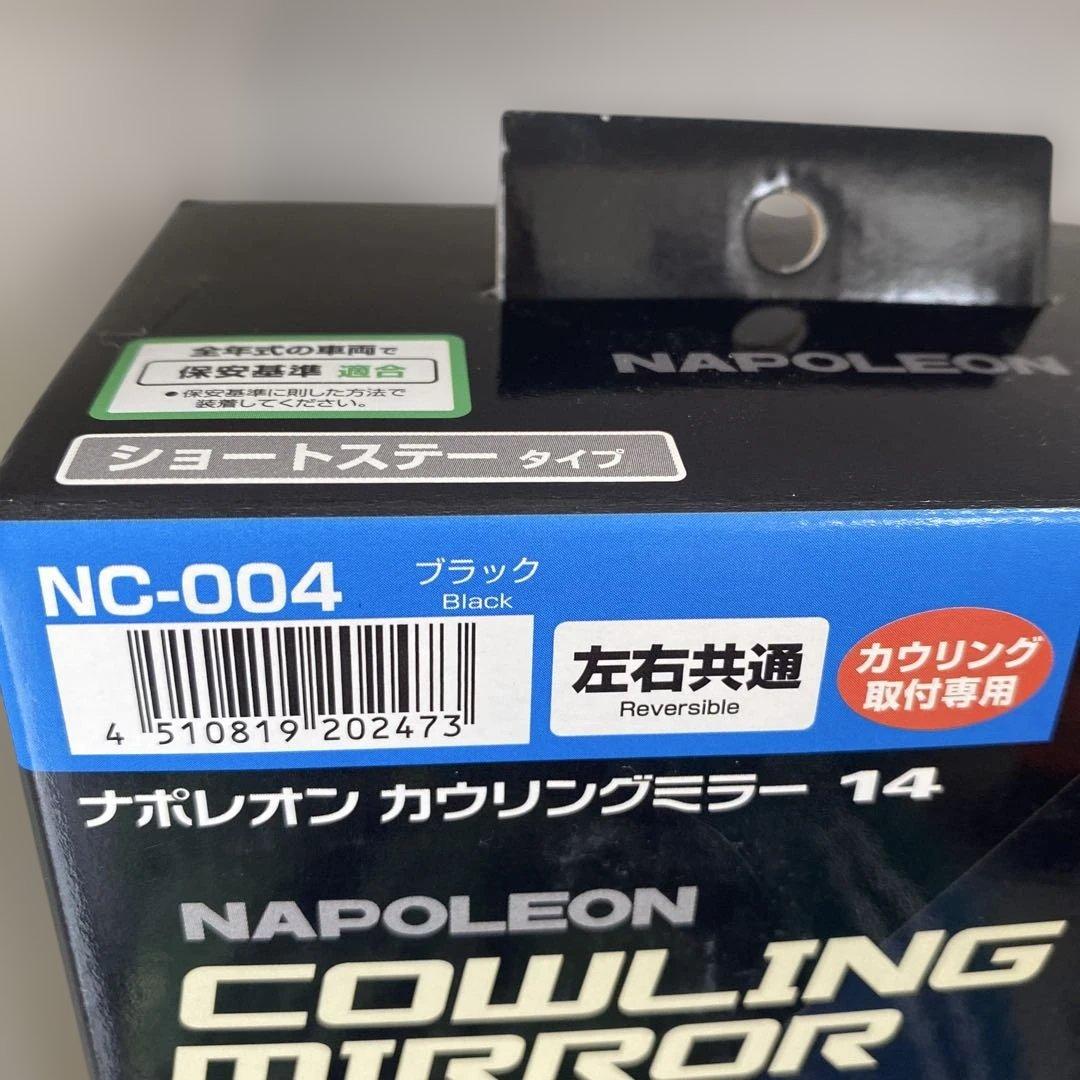 NAPOLEON
全年式の車両で
保安基準 適合
●保安基準に則した方法で
装着してください。
ショートステー タイプ
NC-004
ブラック
Black
4 510819 202473
左右共通
Reversible
カウリング
取付専用
ナポレオン カウリングミラー 14
NAPOLEON
COWLING
MIRROR